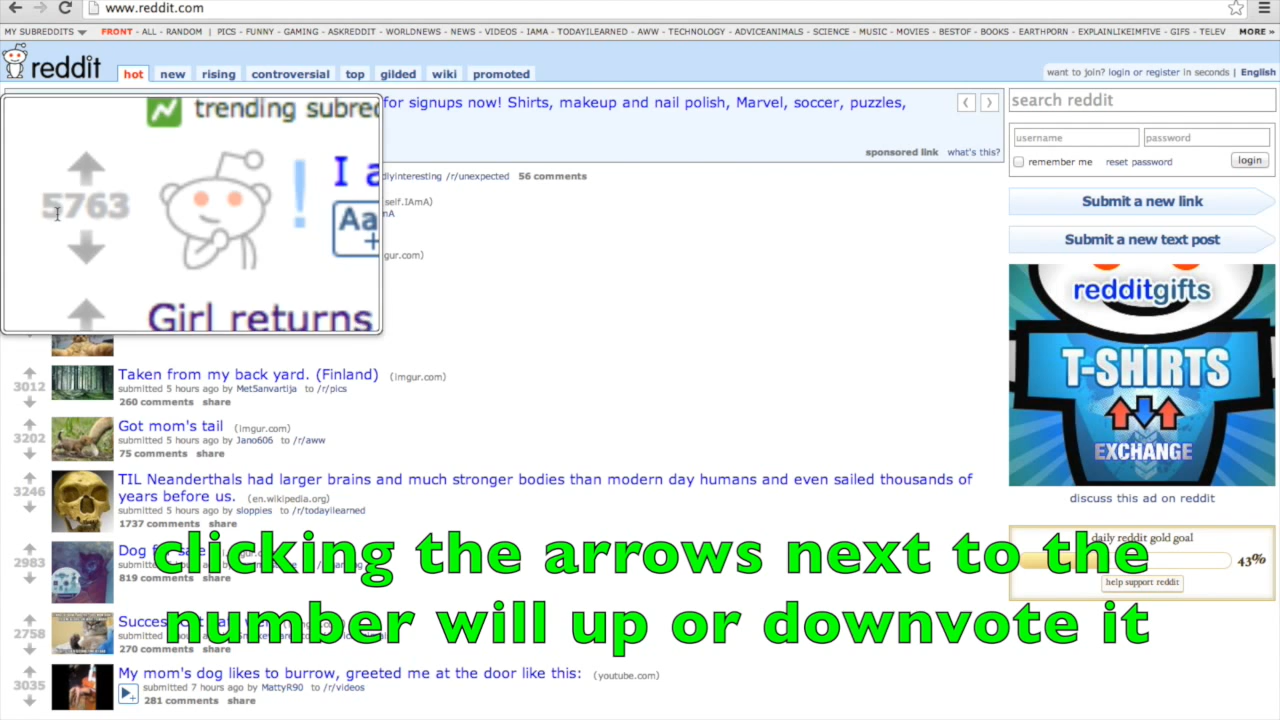 www.reddit.com
MY SUBREDDITS FRONT - ALL - RANDOM | PICS - FUNNY - GAMING - ASKREDDIT - WORLDNEWS - NEWS - VIDEOS - IAMA - TODAYILEARNED - AWW - TECHNOLOGY - ADVICEANIMALS - SCIENCE - MUSIC - MOVIES - BESTOF - BOOKS - EARTHPORN - EXPLAINLIKEIMFIVE - GIFS - TELEV MORE »
reddit hot new rising controversial top gilded wiki promoted
want to join? login or register in seconds | English
for signups now! Shirts, makeup and nail polish, Marvel, soccer, puzzles,
sponsored link what's this?
trending subred
dlyinteresting /r/unexpected 56 comments
5763
! I a
Aa
+
self.IAmA)
mA
gur.com)
Girl returns
3012
Taken from my back yard. (Finland) (imgur.com)
submitted 5 hours ago by MetSanvartija to /r/pics
260 comments share
3202
Got mom's tail (imgur.com)
submitted 5 hours ago by Jano606 to /r/aww
75 comments share
3246
TIL Neanderthals had larger brains and much stronger bodies than modern day humans and even sailed thousands of
years before us. (en.wikipedia.org)
submitted 5 hours ago by sloppies to /r/todayilearned
1737 comments share
2983
Dog
819 comments share
2758
270 comments share
3035
My mom's dog likes to burrow, greeted me at the door like this: (youtube.com)
submitted 7 hours ago by MattyR90 to /r/videos
281 comments share
search reddit
username password
remember me reset password login
Submit a new link
Submit a new text post
redditgifts
T-SHIRTS
EXCHANGE
discuss this ad on reddit
daily reddit gold goal
43%
help support reddit
clicking the arrows next to the
number will up or downvote it